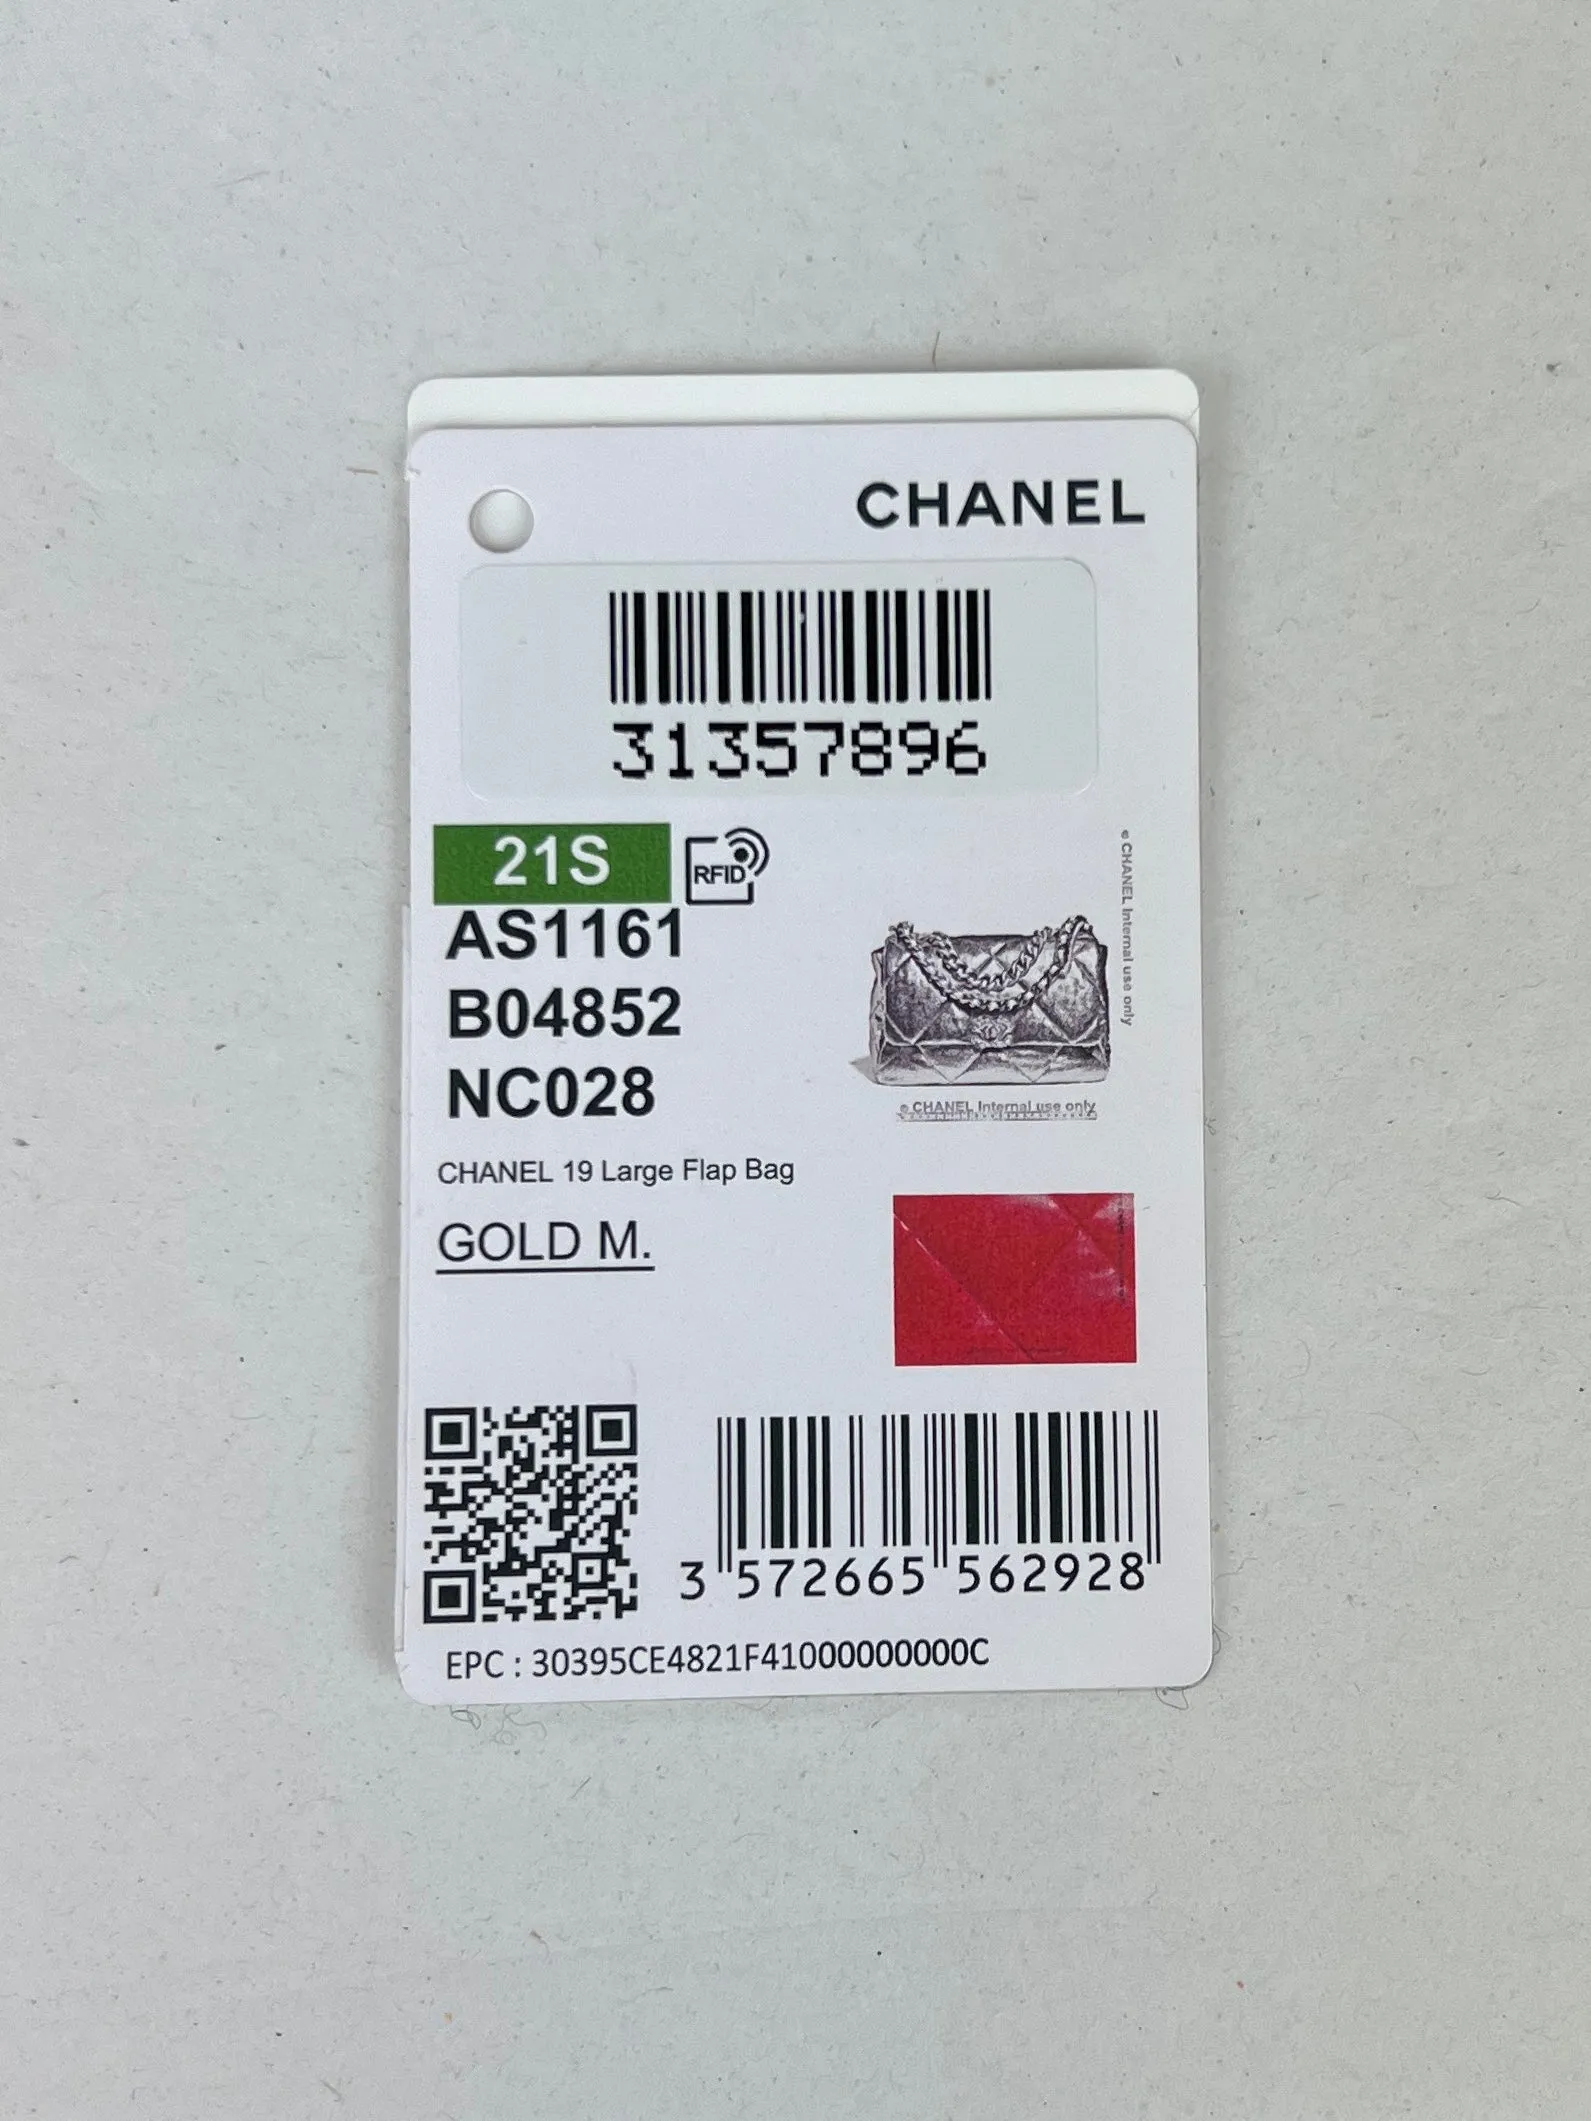 CHANEL
31357896
21S
RFID
AS1161
B04852
NC028
© CHANEL Internal use only
© CHANEL Internal use only
CHANEL 19 Large Flap Bag
GOLD M.
3 572665 562928
EPC : 30395CE4821F41000000000C